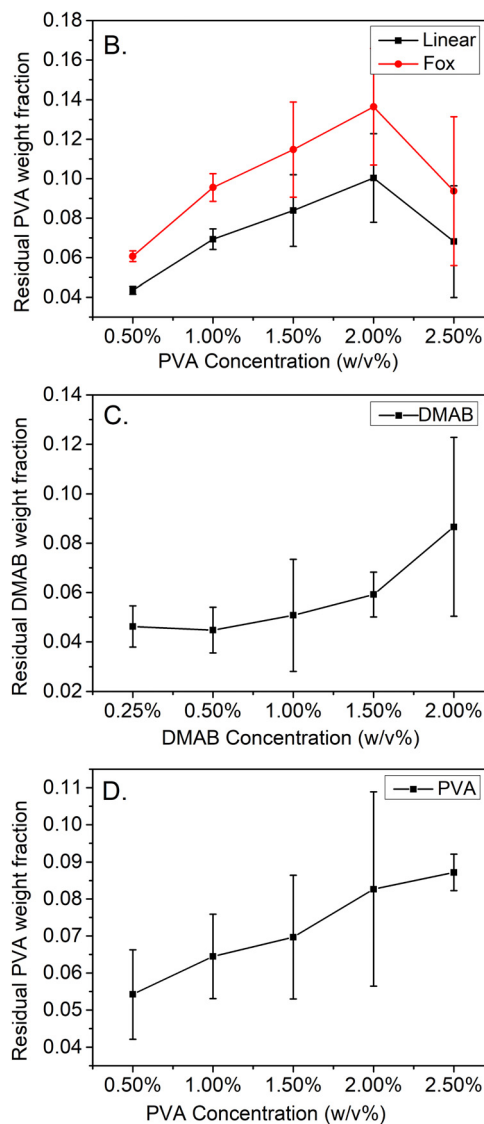 B.
Linear
Fox
Residual PVA weight fraction
0.18
0.16
0.14
0.12
0.10
0.08
0.06
0.04
0.50% 1.00% 1.50% 2.00% 2.50%
PVA Concentration (w/v%)
C.
DMAB
Residual DMAB weight fraction
0.14
0.12
0.10
0.08
0.06
0.04
0.02
0.25% 0.50% 1.00% 1.50% 2.00%
DMAB Concentration (w/v%)
D.
PVA
Residual PVA weight fraction
0.11
0.10
0.09
0.08
0.07
0.06
0.05
0.04
0.50% 1.00% 1.50% 2.00% 2.50%
PVA Concentration (w/v%)